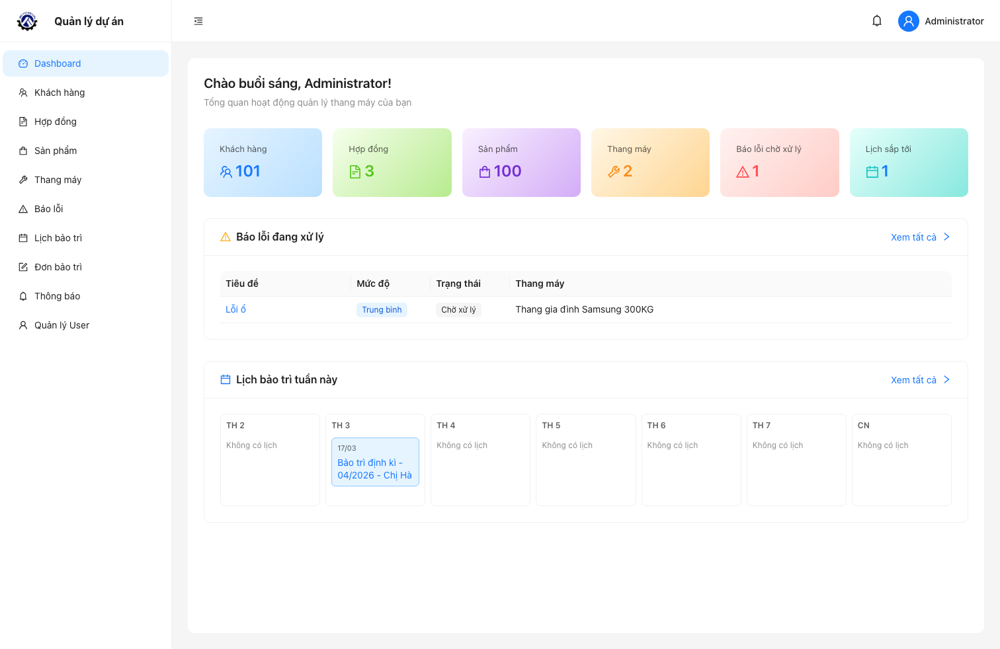 Quản lý dự án
Administrator
Dashboard
Khách hàng
Hợp đồng
Sản phẩm
Thang máy
Báo lỗi
Lịch bảo trì
Đơn bảo trì
Thông báo
Quản lý User
Chào buổi sáng, Administrator!
Tổng quan hoạt động quản lý thang máy của bạn
Khách hàng
101
Hợp đồng
3
Sản phẩm
100
Thang máy
2
Báo lỗi chờ xử lý
1
Lịch sắp tới
1
Báo lỗi đang xử lý
Xem tất cả
Tiêu đề Mức độ Trạng thái Thang máy
Lỗi ổ Trung bình Chờ xử lý Thang gia đình Samsung 300KG
Lịch bảo trì tuần này
Xem tất cả
TH 2
Không có lịch
TH 3
17/03
Bảo trì định kì -
04/2026 - Chị Hà
TH 4
Không có lịch
TH 5
Không có lịch
TH 6
Không có lịch
TH 7
Không có lịch
CN
Không có lịch